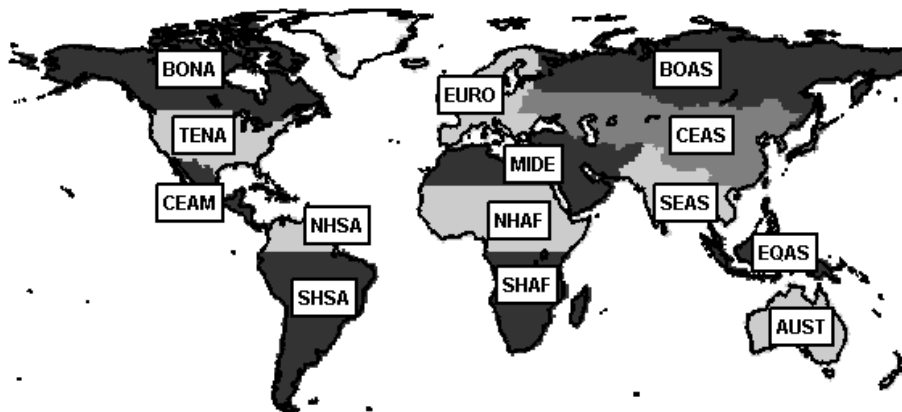 BONA
BOAS
EURO
TENA
CEAS
MIDE
CEAM
SEAS
NHSA
NHAF
EQAS
SHSA
SHAF
AUST